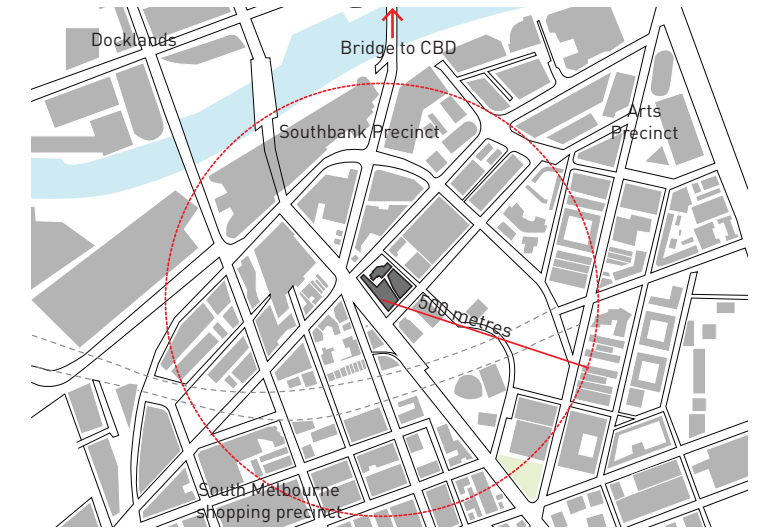 Docklands
Bridge to CBD
Southbank Precinct
Arts
Precinct
500 metres
South Melbourne
shopping precinct